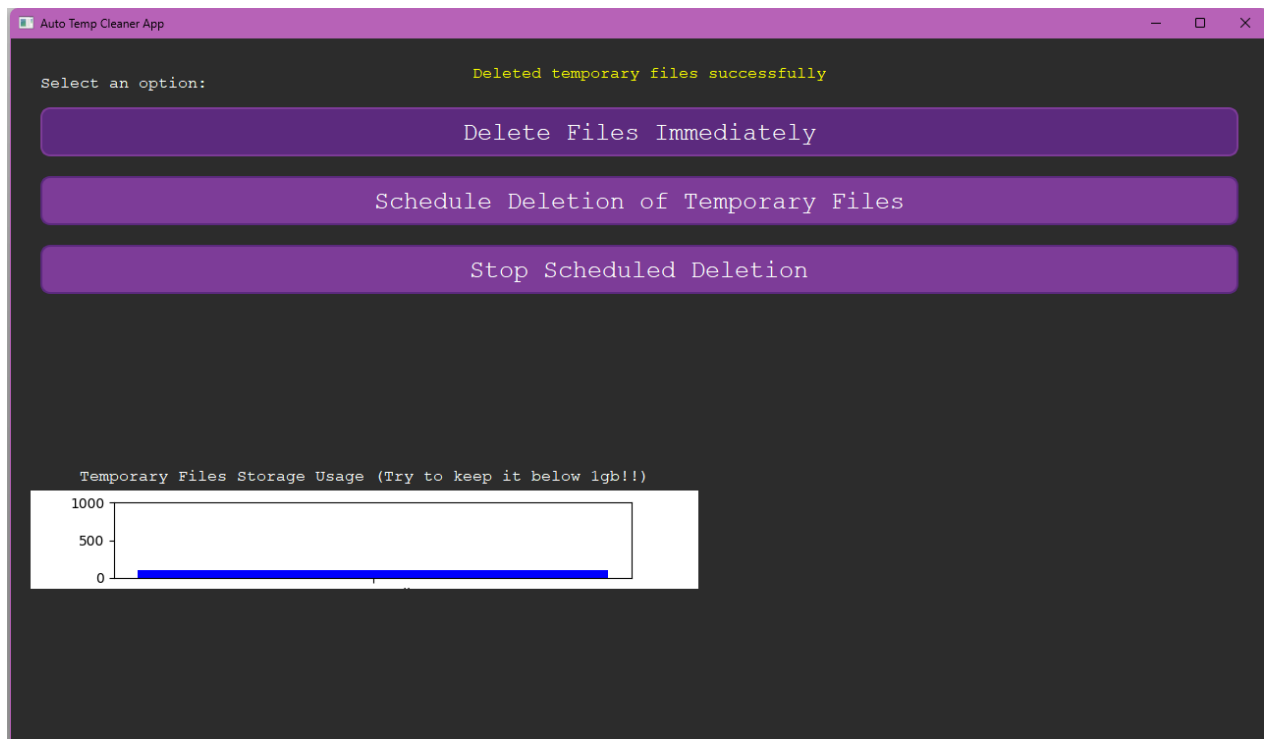 Auto Temp Cleaner App
Deleted temporary files successfully
Select an option:
Delete Files Immediately
Schedule Deletion of Temporary Files
Stop Scheduled Deletion
Temporary Files Storage Usage (Try to keep it below 1gb!!)
1000
500
0